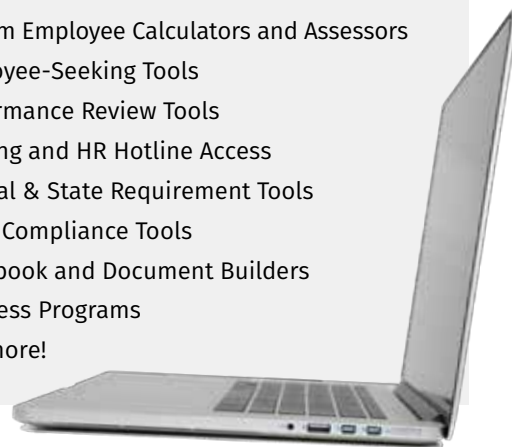 m Employee Calculators and Assessors
oyee-Seeking Tools
rmance Review Tools
ng and HR Hotline Access
al & State Requirement Tools
Compliance Tools
book and Document Builders
ess Programs
more!